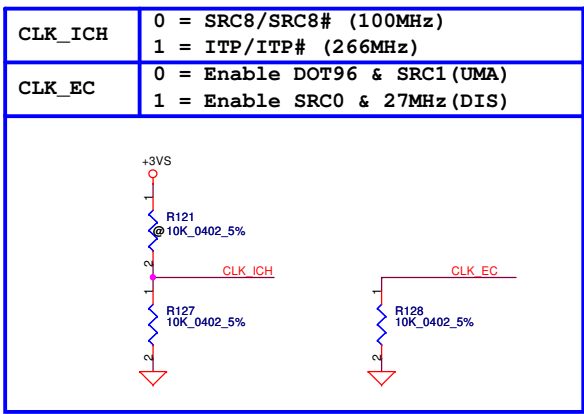 CLK_ICH
0 = SRC8/SRC8# (100MHz)
1 = ITP/ITP# (266MHz)
CLK_EC
0 = Enable DOT96 & SRC1(UMA)
1 = Enable SRC0 & 27MHz(DIS)
+3VS
1
R121
@
10K_0402_5%
2
CLK_ICH
CLK_EC
1
R127
10K_0402_5%
2
1
R128
10K_0402_5%
2